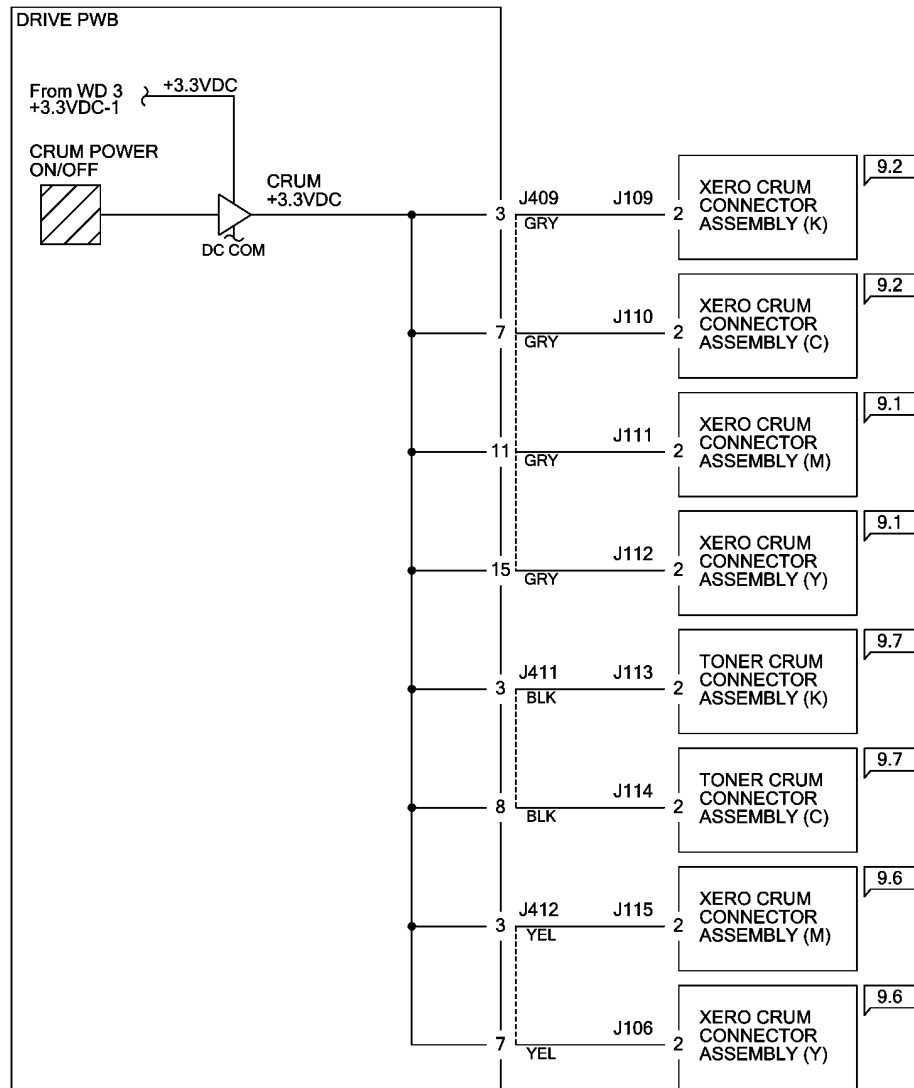 DRIVE PWB
From WD 3
+3.3VDC-1
+3.3VDC
CRUM POWER
ON/OFF
CRUM
+3.3VDC
DC COM
3
J409
GRY
J109
2
XERO CRUM
CONNECTOR
ASSEMBLY (K)
9.2
7
GRY
J110
2
XERO CRUM
CONNECTOR
ASSEMBLY (C)
9.2
11
GRY
J111
2
XERO CRUM
CONNECTOR
ASSEMBLY (M)
9.1
15
GRY
J112
2
XERO CRUM
CONNECTOR
ASSEMBLY (Y)
9.1
3
J411
BLK
J113
2
TONER CRUM
CONNECTOR
ASSEMBLY (K)
9.7
8
BLK
J114
2
TONER CRUM
CONNECTOR
ASSEMBLY (C)
9.7
3
J412
YEL
J115
2
XERO CRUM
CONNECTOR
ASSEMBLY (M)
9.6
7
YEL
J106
2
XERO CRUM
CONNECTOR
ASSEMBLY (Y)
9.6